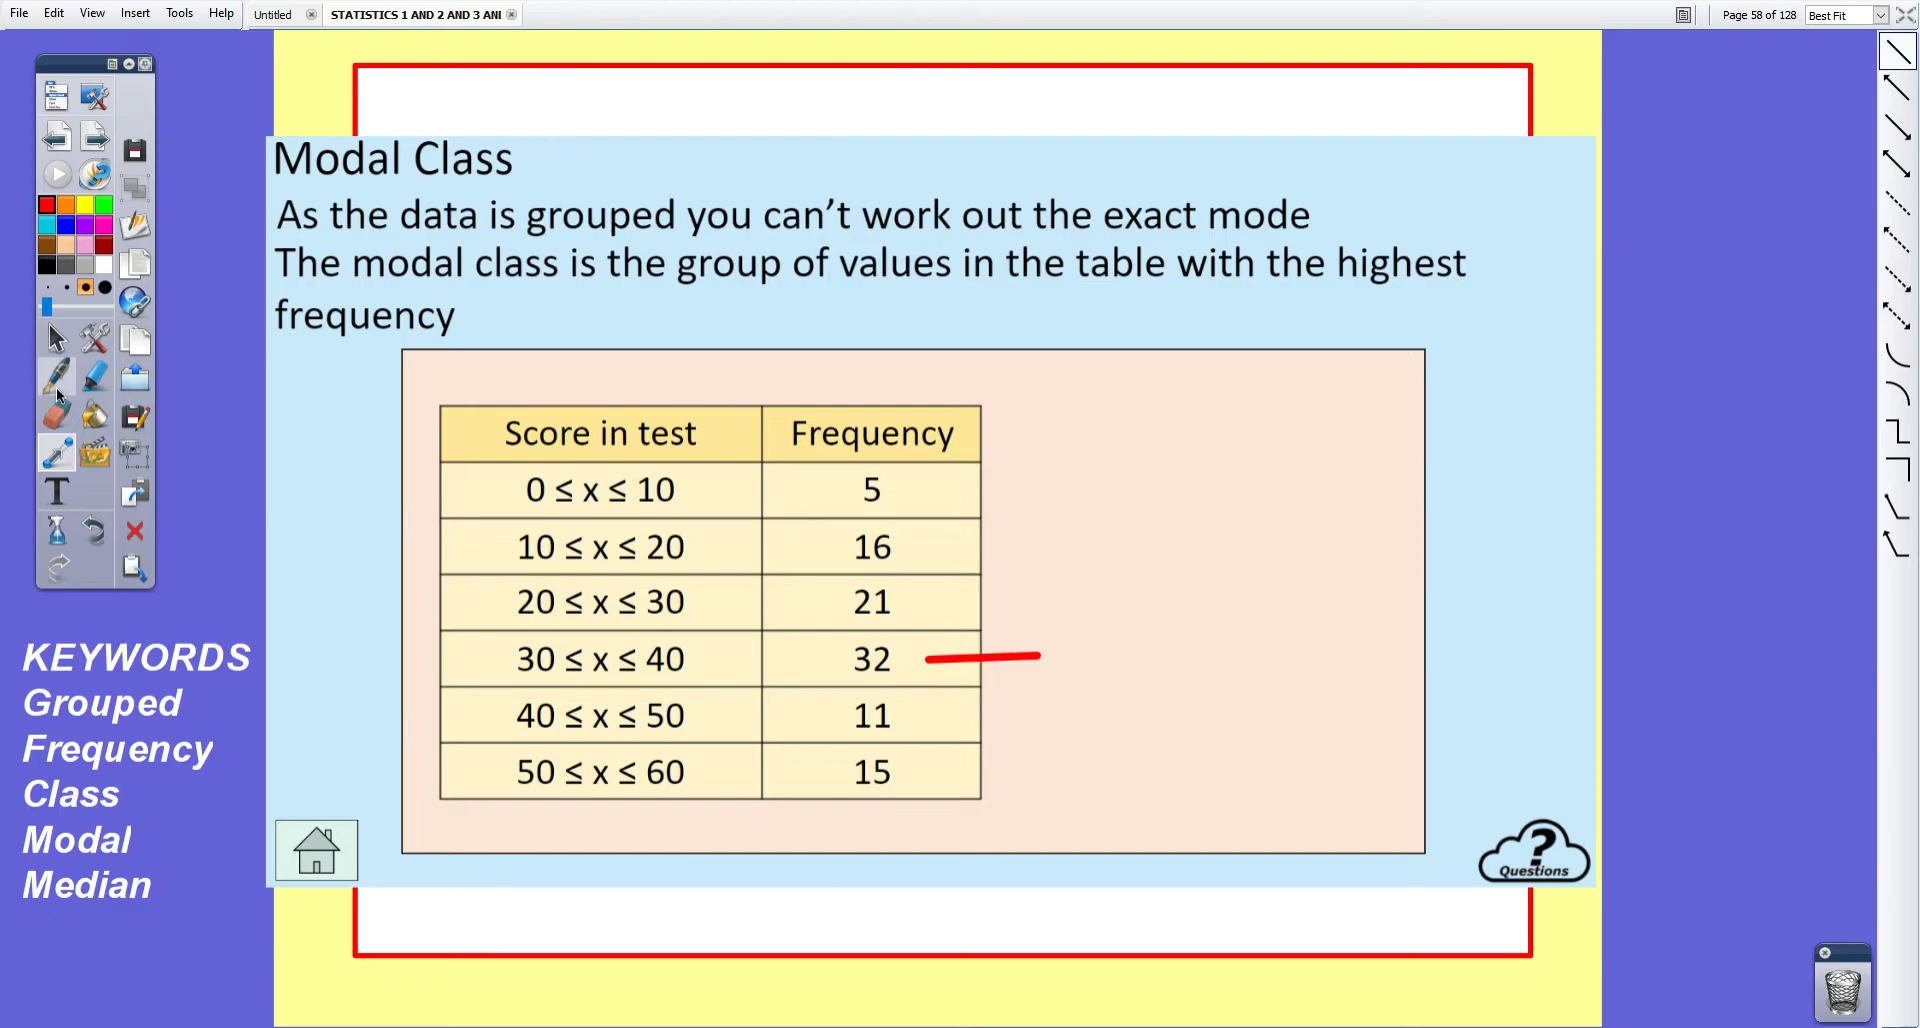 File Edit View Insert Tools Help
Untitled
STATISTICS 1 AND 2 AND 3 ANI
Page 58 of 128
Best Fit
Modal Class
As the data is grouped you can’t work out the exact mode
The modal class is the group of values in the table with the highest
frequency
Score in test Frequency
0 ≤ x ≤ 10 5
10 ≤ x ≤ 20 16
20 ≤ x ≤ 30 21
30 ≤ x ≤ 40 32
40 ≤ x ≤ 50 11
50 ≤ x ≤ 60 15
?
Questions
T
KEYWORDS
Grouped
Frequency
Class
Modal
Median